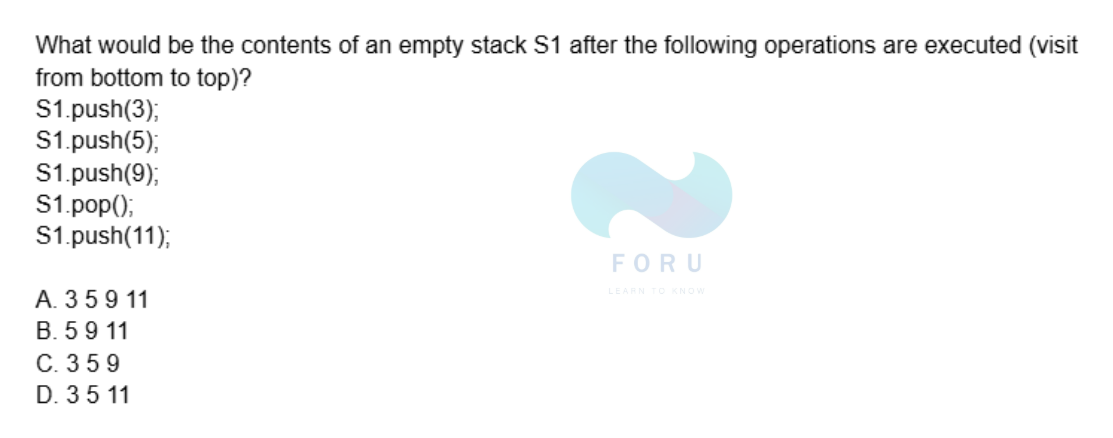 What would be the contents of an empty stack S1 after the following operations are executed (visit
from bottom to top)?
S1.push(3);
S1.push(5);
S1.push(9);
S1.pop();
S1.push(11);
FORU
LEARN TO KNOW
A. 3 5 9 11
B. 5 9 11
C. 3 5 9
D. 3 5 11